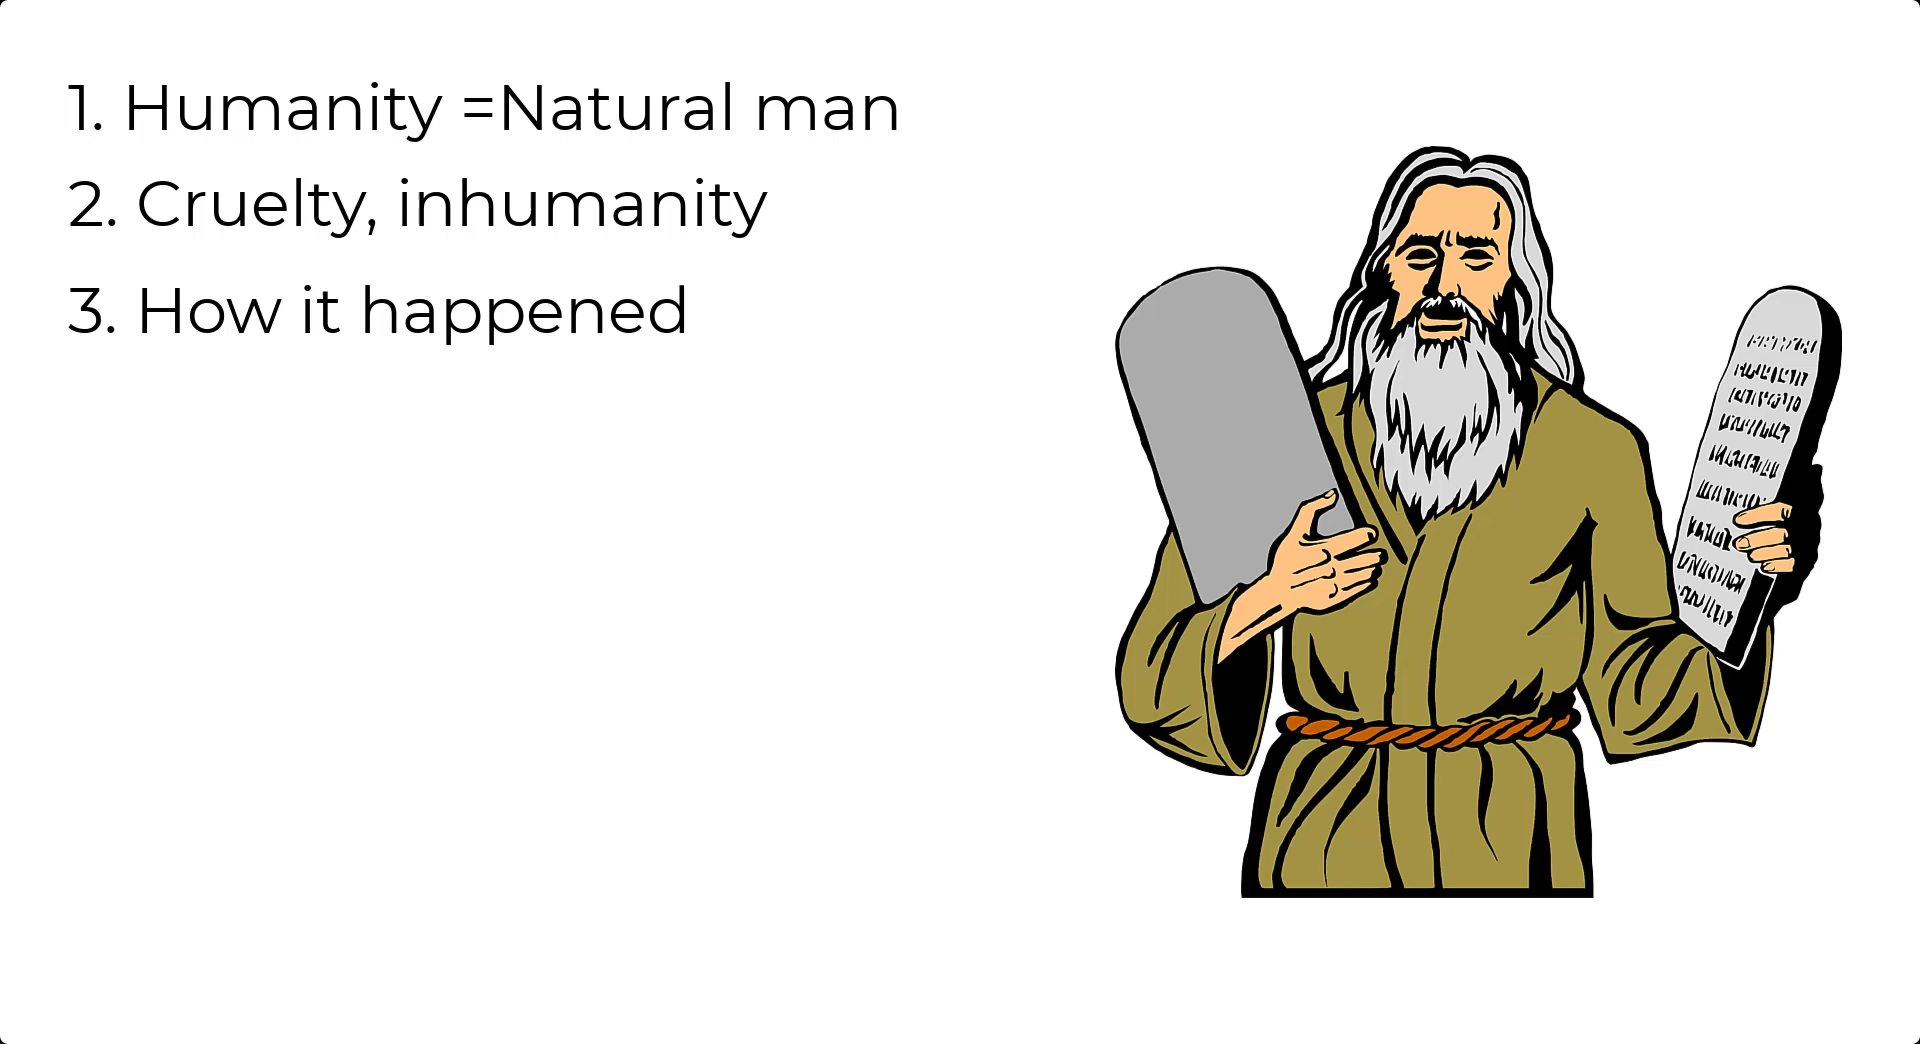 1. Humanity =Natural man
2. Cruelty, inhumanity
3. How it happened